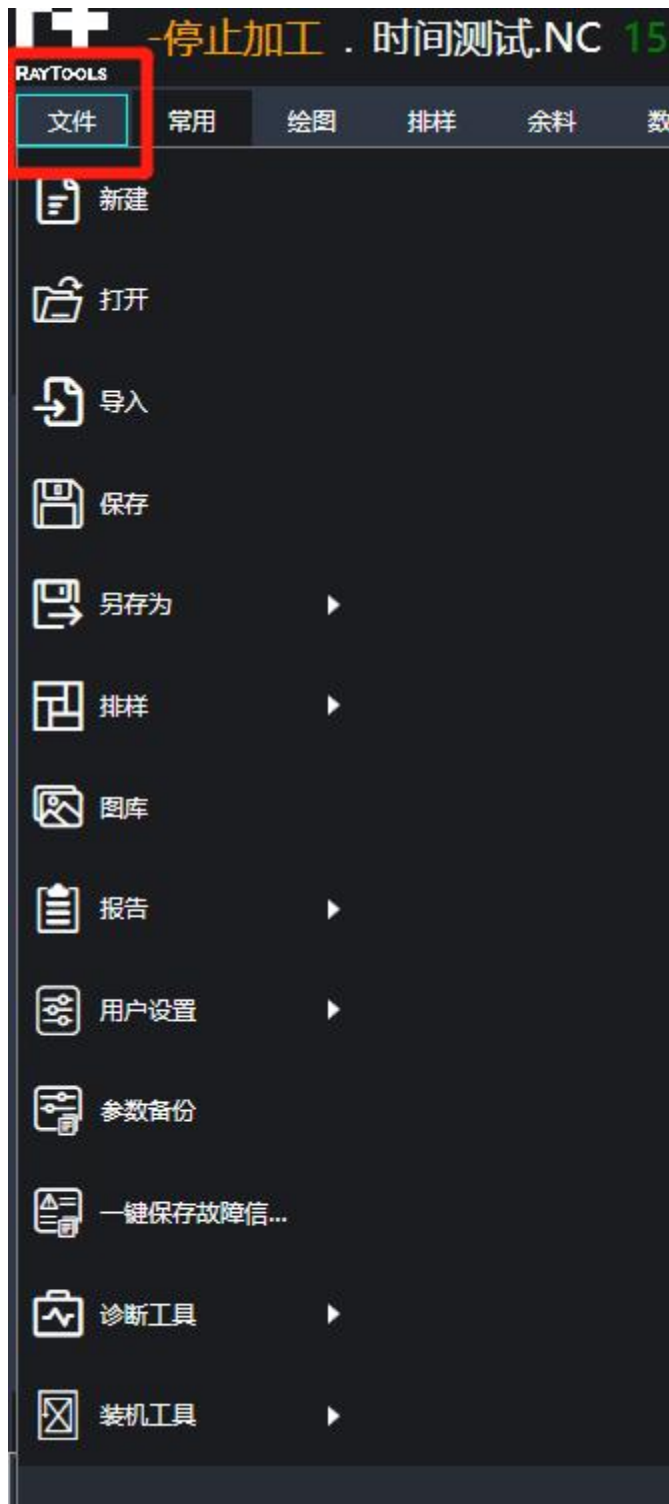 RAYTOOLS
-停止加工 . 时间测试.NC 15
文件 常用 绘图 排样 余料 数
新建
打开
导入
保存
另存为
排样
图库
报告
用户设置
参数备份
一键保存故障信...
诊断工具
装机工具